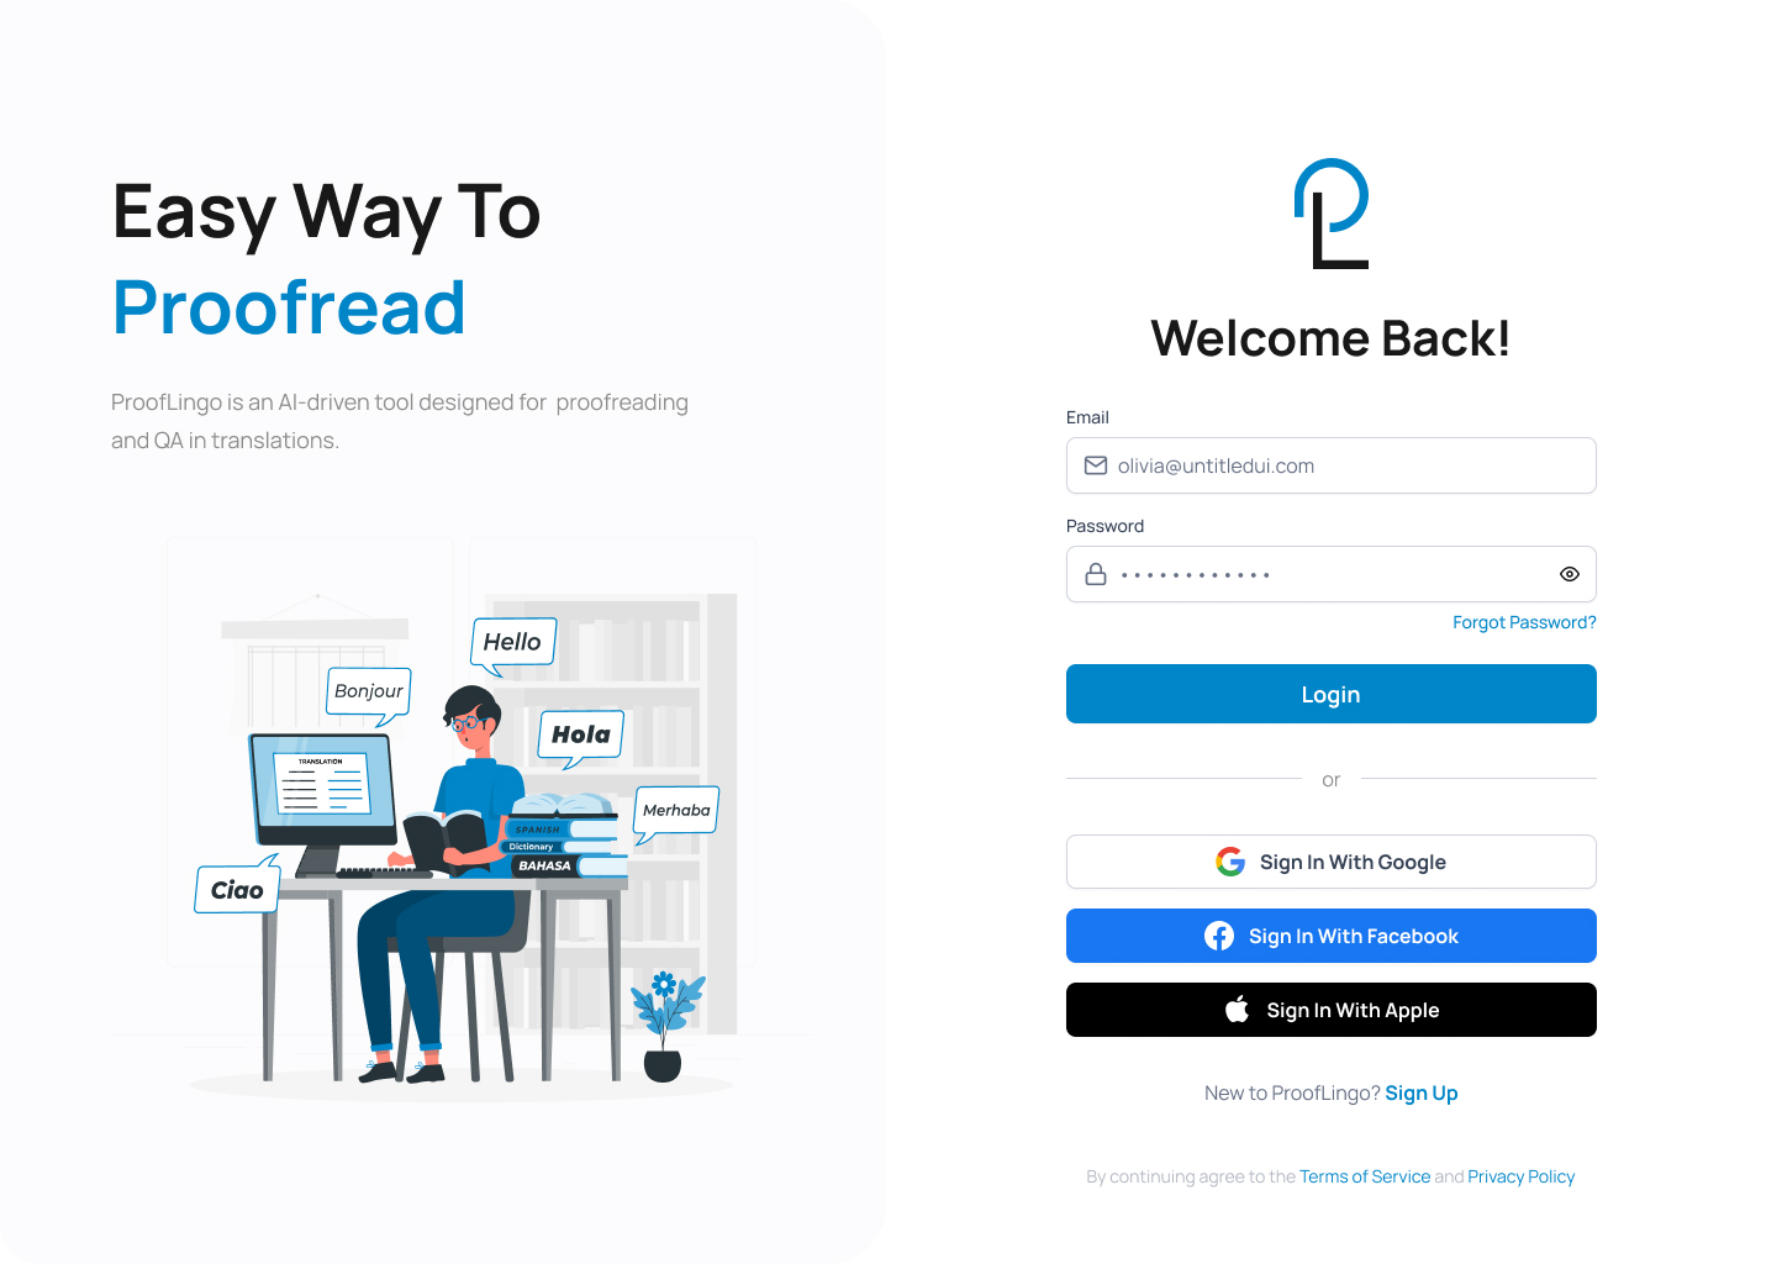 Easy Way To
Proofread
ProofLingo is an AI-driven tool designed for proofreading
and QA in translations.
Hello
Bonjour
Hola
TRANSLATION
Merhaba
SPANISH
Dictionary
BAHASA
Ciao
Welcome Back!
Email
olivia@untitledui.com
Password
Forgot Password?
Login
or
Sign In With Google
Sign In With Facebook
Sign In With Apple
New to ProofLingo? Sign Up
By continuing agree to the Terms of Service and Privacy Policy